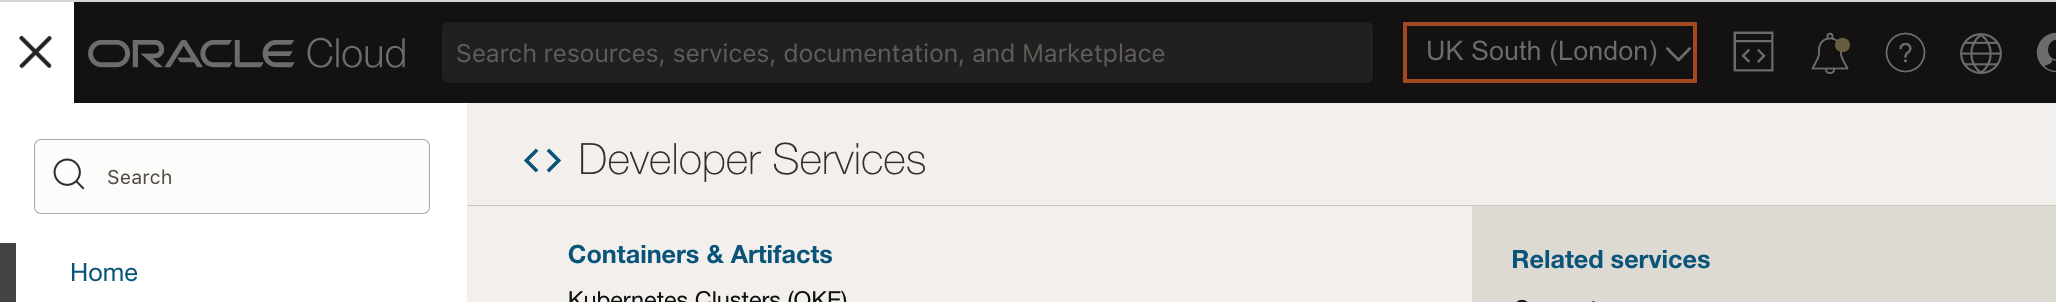 ORACLE Cloud
Search resources, services, documentation, and Marketplace
UK South (London)
Search
Developer Services
Containers & Artifacts
Related services
Home
Kubernetes Clusters (OKE)